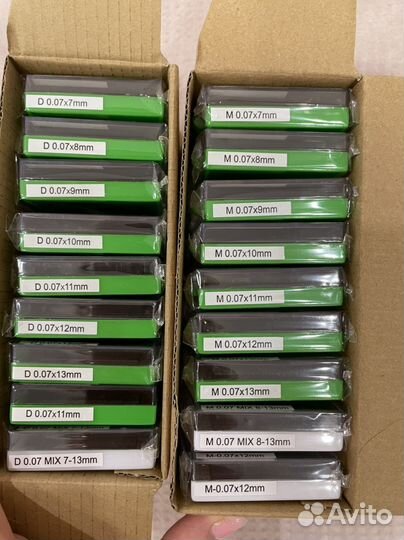 D 0.07x7mm
D 0.07x8mm
D 0.07x9mm
D 0.07x10mm
D 0.07x11mm
D 0.07x12mm
D 0.07x13mm
D 0.07x11mm
D 0.07 MIX 7-13mm
M 0.07x7mm
M 0.07x8mm
M 0.07x9mm
M 0.07x10mm
M 0.07x11mm
M 0.07x12mm
M 0.07x13mm
M 0.07 MIX 8-13mm
M-0.07x12mm
Avito